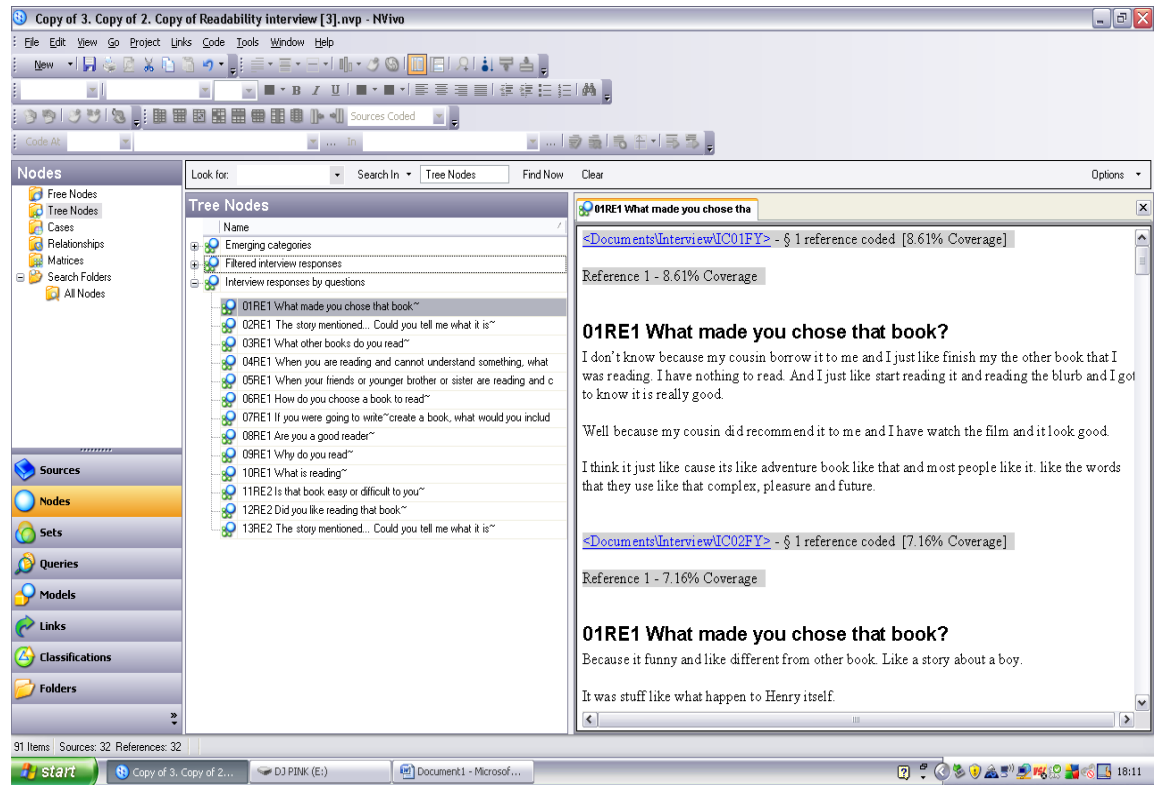 Copy of 3. Copy of 2. Copy of Readability interview [3].nvp - NVivo
File Edit View Go Project Links Code Tools Window Help
New
B I U
Sources Coded
Code At ... In ...
Nodes
Look for: Search In Tree Nodes Find Now Clear Options
Free Nodes
Tree Nodes
Cases
Relationships
Matrices
Search Folders
All Nodes
Sources
Nodes
Sets
Queries
Models
Links
Classifications
Folders
Tree Nodes
Name
Emerging categories
Filtered interview responses
Interview responses by questions
01RE1 What made you chose that book~
02RE1 The story mentioned... Could you tell me what it is~
03RE1 What other books do you read~
04RE1 When you are reading and cannot understand something, what
05RE1 When your friends or younger brother or sister are reading and c
06RE1 How do you choose a book to read~
07RE1 If you were going to write~create a book, what would you includ
08RE1 Are you a good reader~
09RE1 Why do you read~
10RE1 What is reading~
11RE2 Is that book easy or difficult to you~
12RE2 Did you like reading that book~
13RE2 The story mentioned... Could you tell me what it is~
01RE1 What made you chose tha
<Documents\Interview\IC01FY> - § 1 reference coded [8.61% Coverage]
Reference 1 - 8.61% Coverage
01RE1 What made you chose that book?
I don't know because my cousin borrow it to me and I just like finish my the other book that I
was reading. I have nothing to read. And I just like start reading it and reading the blurb and I got
to know it is really good.
Well because my cousin did recommend it to me and I have watch the film and it look good.
I think it just like cause its like adventure book like that and most people like it. like the words
that they use like that complex, pleasure and future.
<Documents\Interview\IC02FY> - § 1 reference coded [7.16% Coverage]
Reference 1 - 7.16% Coverage
01RE1 What made you chose that book?
Because it funny and like different from other book. Like a story about a boy.
It was stuff like what happen to Henry itself.
91 Items Sources: 32 References: 32
start Copy of 3. Copy of 2... DJ PINK (E:) Document1 - Microsof... 18:11